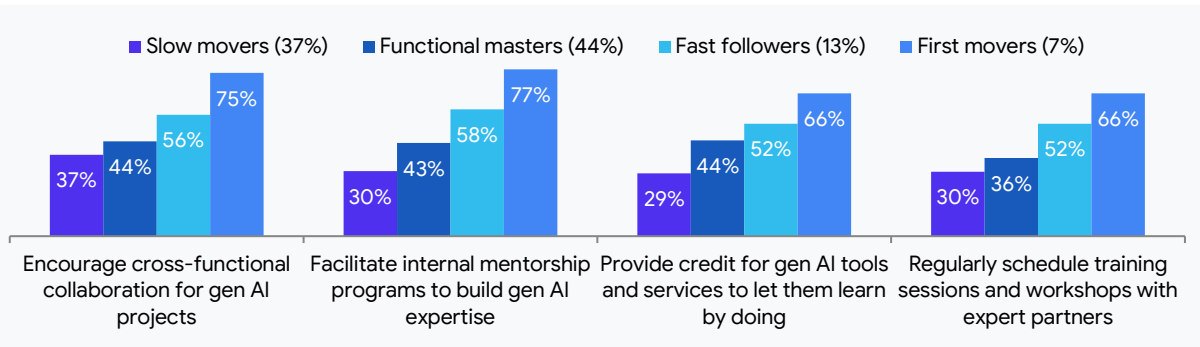 Slow movers (37%) Functional masters (44%) Fast followers (13%) First movers (7%)
37% 44% 56% 75%
30% 43% 58% 77%
29% 44% 52% 66%
30% 36% 52% 66%
Encourage cross-functional
collaboration for gen AI
projects
Facilitate internal mentorship
programs to build gen AI
expertise
Provide credit for gen AI tools
and services to let them learn
by doing
Regularly schedule training
sessions and workshops with
expert partners